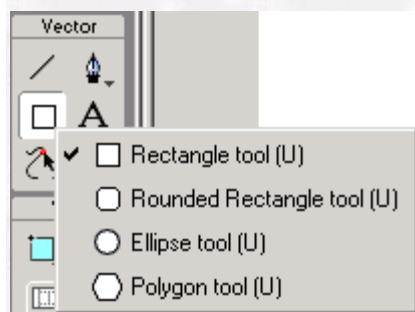 Vector
A
Rectangle tool (U)
Rounded Rectangle tool (U)
Ellipse tool (U)
Polygon tool (U)